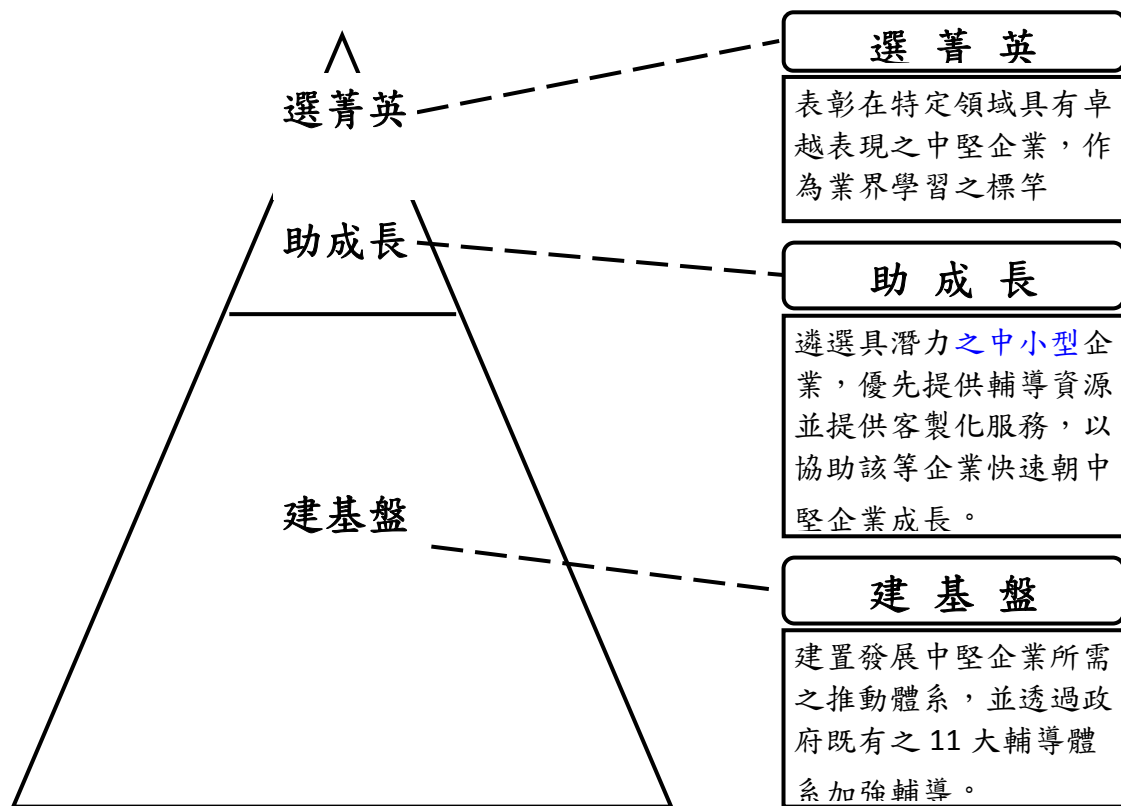 選菁英
助成長
建基盤
選 菁 英
表彰在特定領域具有卓
越表現之中堅企業，作
為業界學習之標竿
助 成 長
遴選具潛力之中小型企
業，優先提供輔導資源
並提供客製化服務，以
協助該等企業快速朝中
堅企業成長。
建 基 盤
建置發展中堅企業所需
之推動體系，並透過政
府既有之 11 大輔導體
系加強輔導。